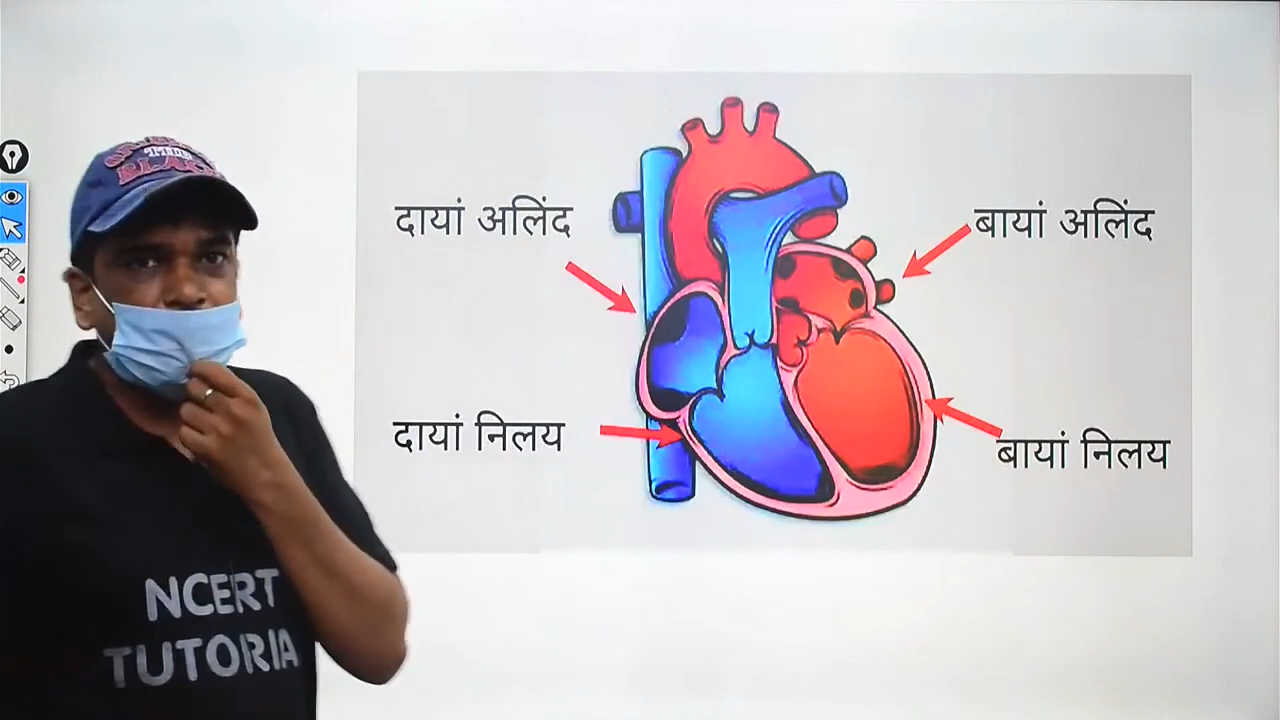 दायां अलिंद
बायां अलिंद
दायां निलय
बायां निलय
NCERT
TUTORIA